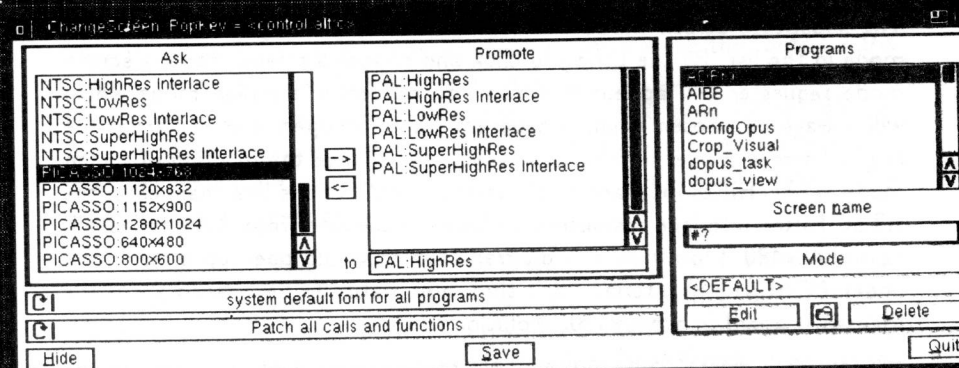 ChangeScreen PopKey = <control alt c>
Ask
NTSC:HighRes Interlace
NTSC:LowRes
NTSC:LowRes Interlace
NTSC:SuperHighRes
NTSC:SuperHighRes Interlace
PICASSO:1024x768
PICASSO:1120x832
PICASSO:1152x900
PICASSO:1280x1024
PICASSO:640x480
PICASSO:800x600
->
<-
Promote
PAL:HighRes
PAL:HighRes Interlace
PAL:LowRes
PAL:LowRes Interlace
PAL:SuperHighRes
PAL:SuperHighRes Interlace
to PAL:HighRes
system default font for all programs
Patch all calls and functions
Programs
AIBB
ARn
ConfigOpus
Crop_Visual
dopus_task
dopus_view
Screen name
#?
Mode
<DEFAULT>
Edit Delete
Hide Save Quit